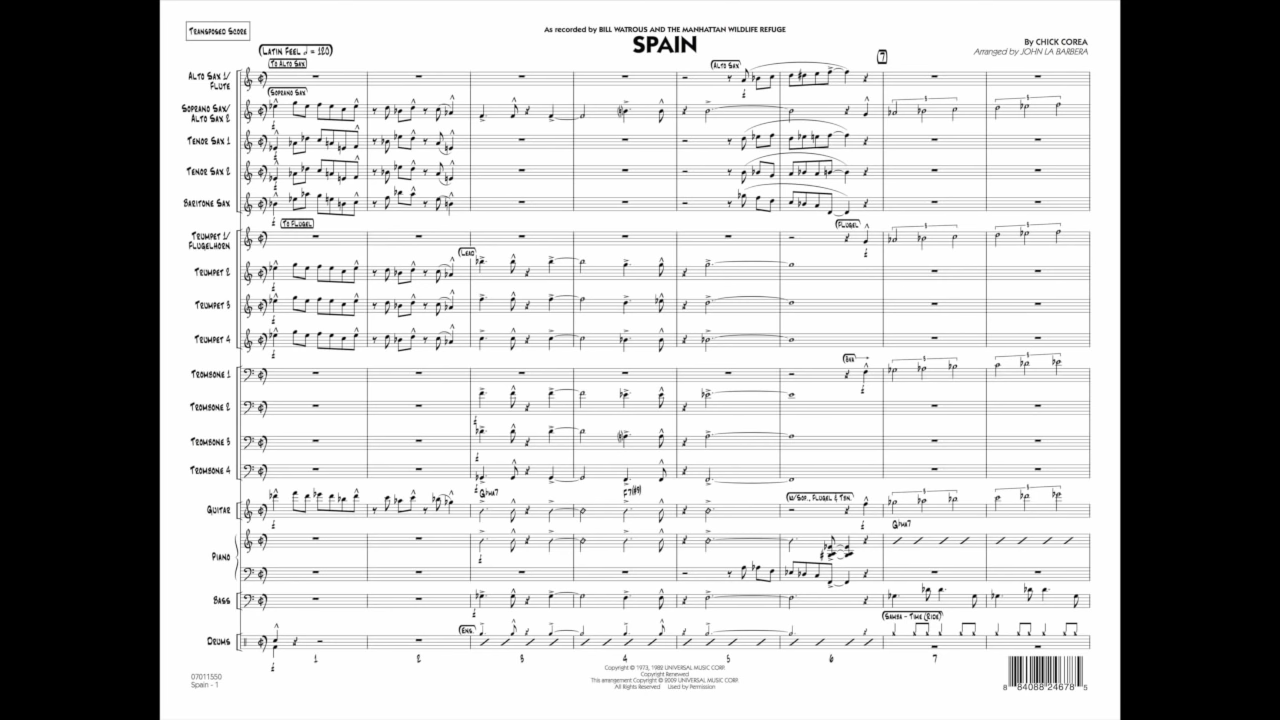 TRANSPOSED SCORE
As recorded by BILL WATROUS AND THE MANHATTAN WILDLIFE REFUGE
SPAIN
By CHICK COREA
Arranged by JOHN LA BARBERA
(LATIN FEEL 𝅗𝅥 = 120)
TO ALTO SAX
(ALTO SAX)
7
ALTO SAX 1/
FLUTE
SOPRANO SAX
SOPRANO SAX/
ALTO SAX 2
TENOR SAX 1
TENOR SAX 2
BARITONE SAX
TO FLUGEL
(FLUGEL)
TRUMPET 1/
FLUGELHORN
(LEAD)
TRUMPET 2
TRUMPET 3
TRUMPET 4
TROMBONE 1
TROMBONE 2
TROMBONE 3
TROMBONE 4
G♭MA7
F7(#9)
W/SOP., FLUGEL & TEN.
GUITAR
G♭MA7
PIANO
BASS
(ENS.)
(SAMBA - TIME (RIDE))
DRUMS
1 2 3 4 5 6 7
Copyright © 1973, 1982 UNIVERSAL MUSIC CORP.
Copyright Renewed
This arrangement Copyright © 2009 UNIVERSAL MUSIC CORP.
All Rights Reserved Used by Permission
07011550
Spain - 1
8 84088 24678 5